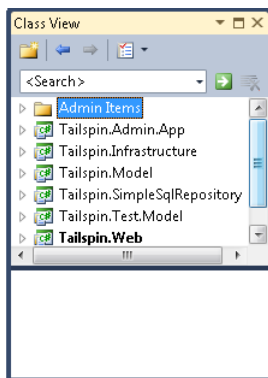 Class View
<Search>
Admin Items
Tailspin.Admin.App
Tailspin.Infrastructure
Tailspin.Model
Tailspin.SimpleSqlRepository
Tailspin.Test.Model
Tailspin.Web